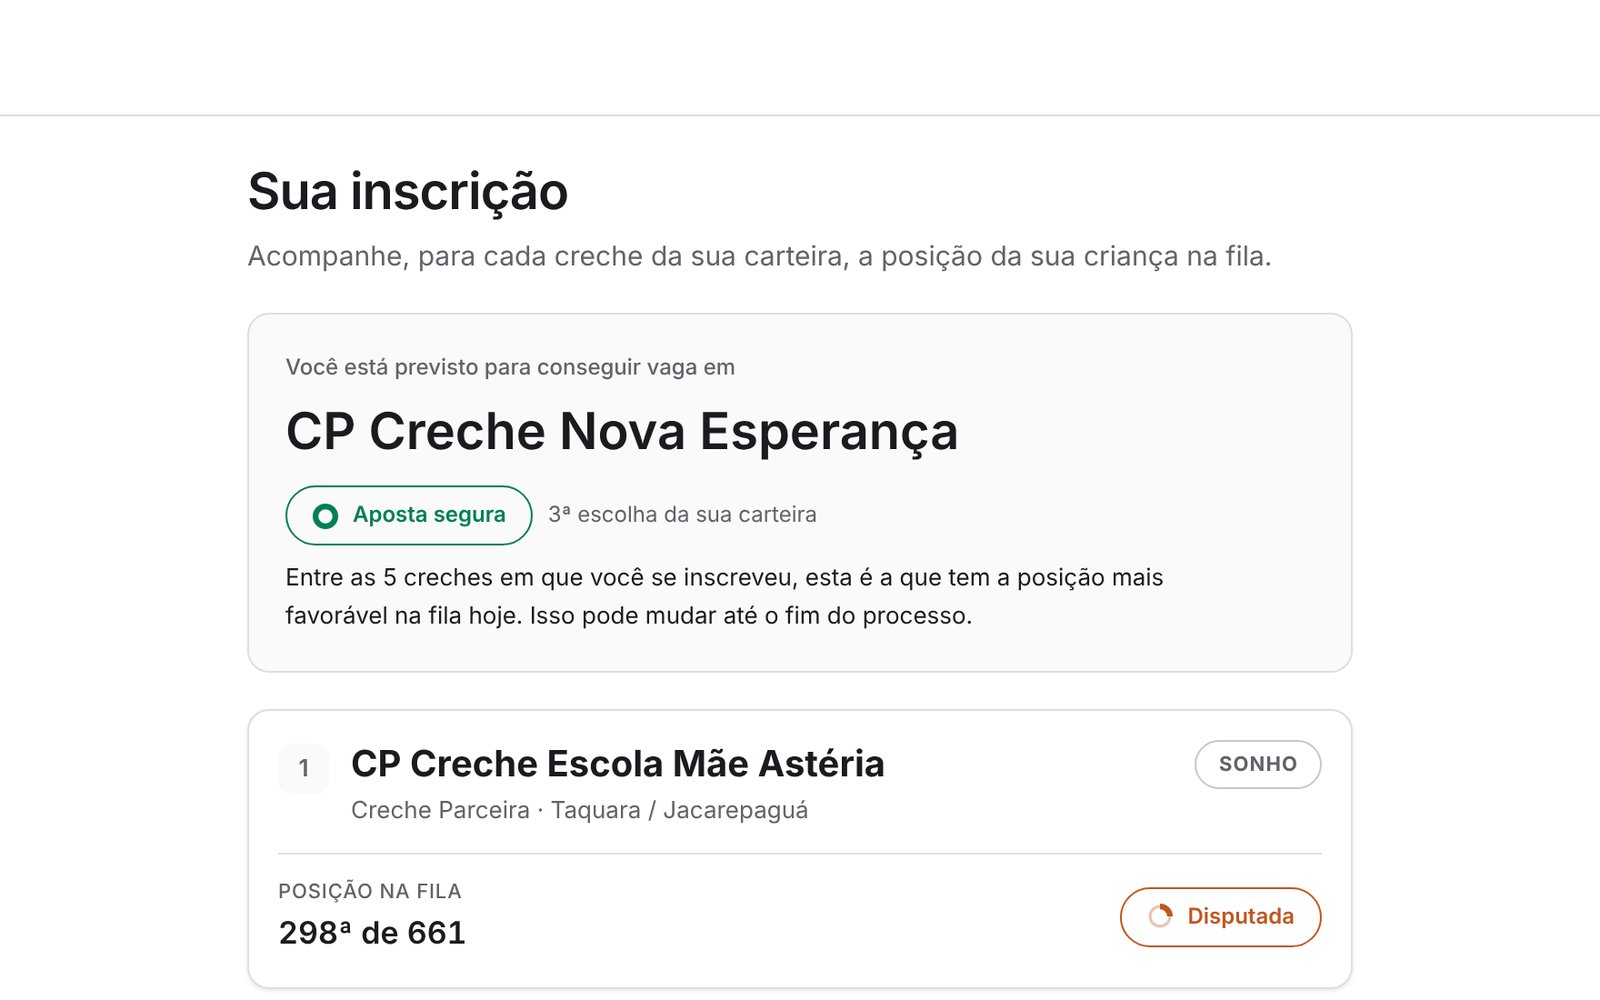 Sua inscrição
Acompanhe, para cada creche da sua carteira, a posição da sua criança na fila.
Você está previsto para conseguir vaga em
CP Creche Nova Esperança
Aposta segura
3ª escolha da sua carteira
Entre as 5 creches em que você se inscreveu, esta é a que tem a posição mais
favorável na fila hoje. Isso pode mudar até o fim do processo.
1
CP Creche Escola Mãe Astéria
SONHO
Creche Parceira · Taquara / Jacarepaguá
POSIÇÃO NA FILA
298ª de 661
Disputada